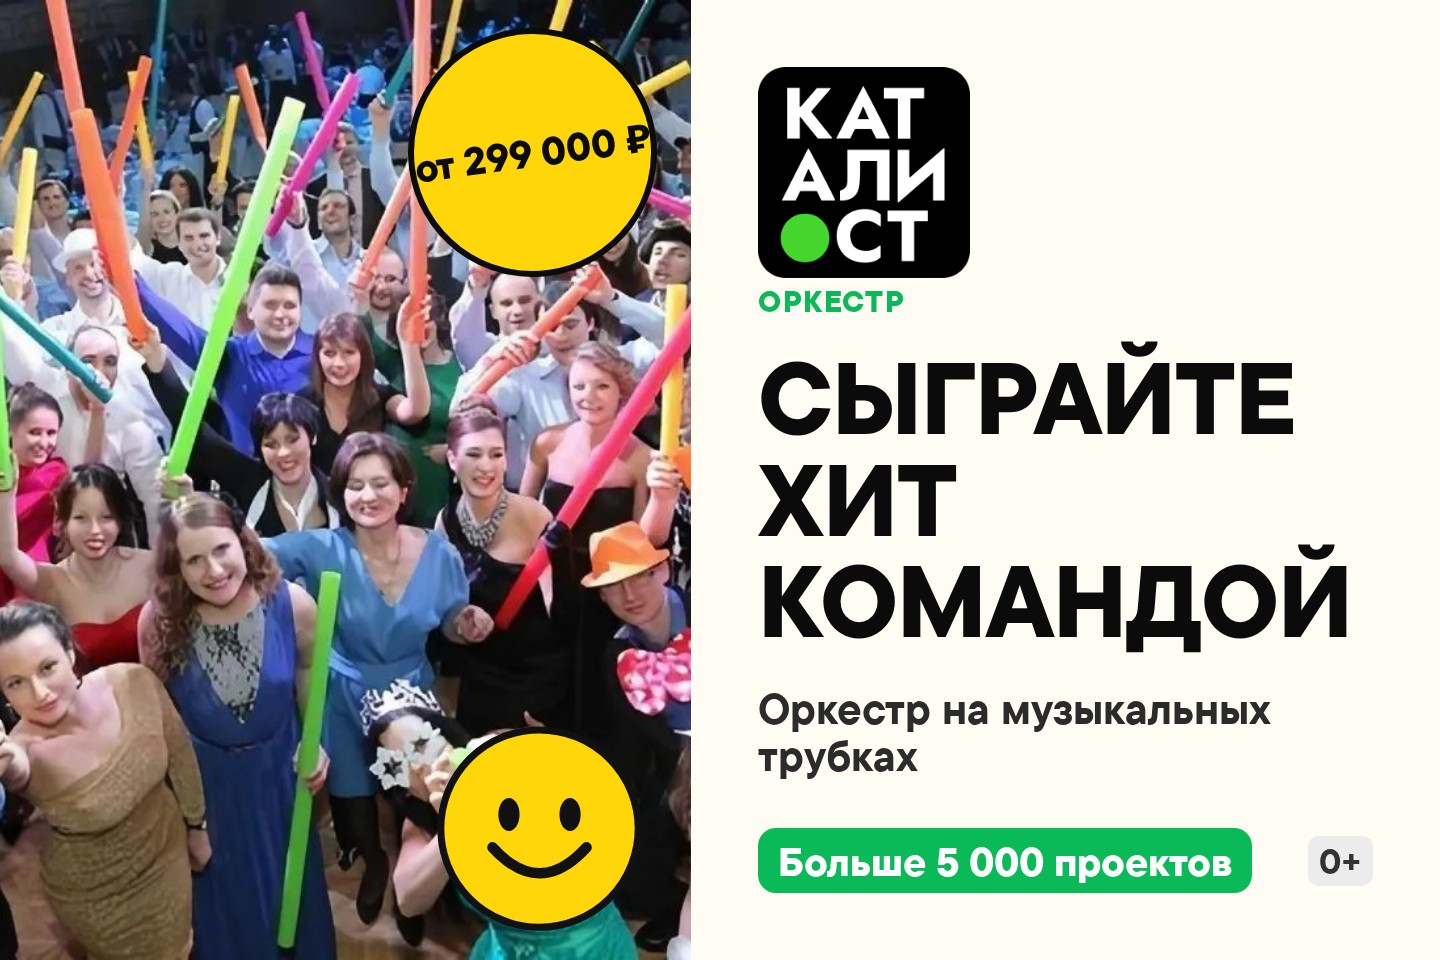 от 299 000 ₽
КАТ
АЛИ
СТ
ОРКЕСТР
СЫГРАЙТЕ
ХИТ
КОМАНДОЙ
Оркестр на музыкальных
трубках
Больше 5 000 проектов
0+